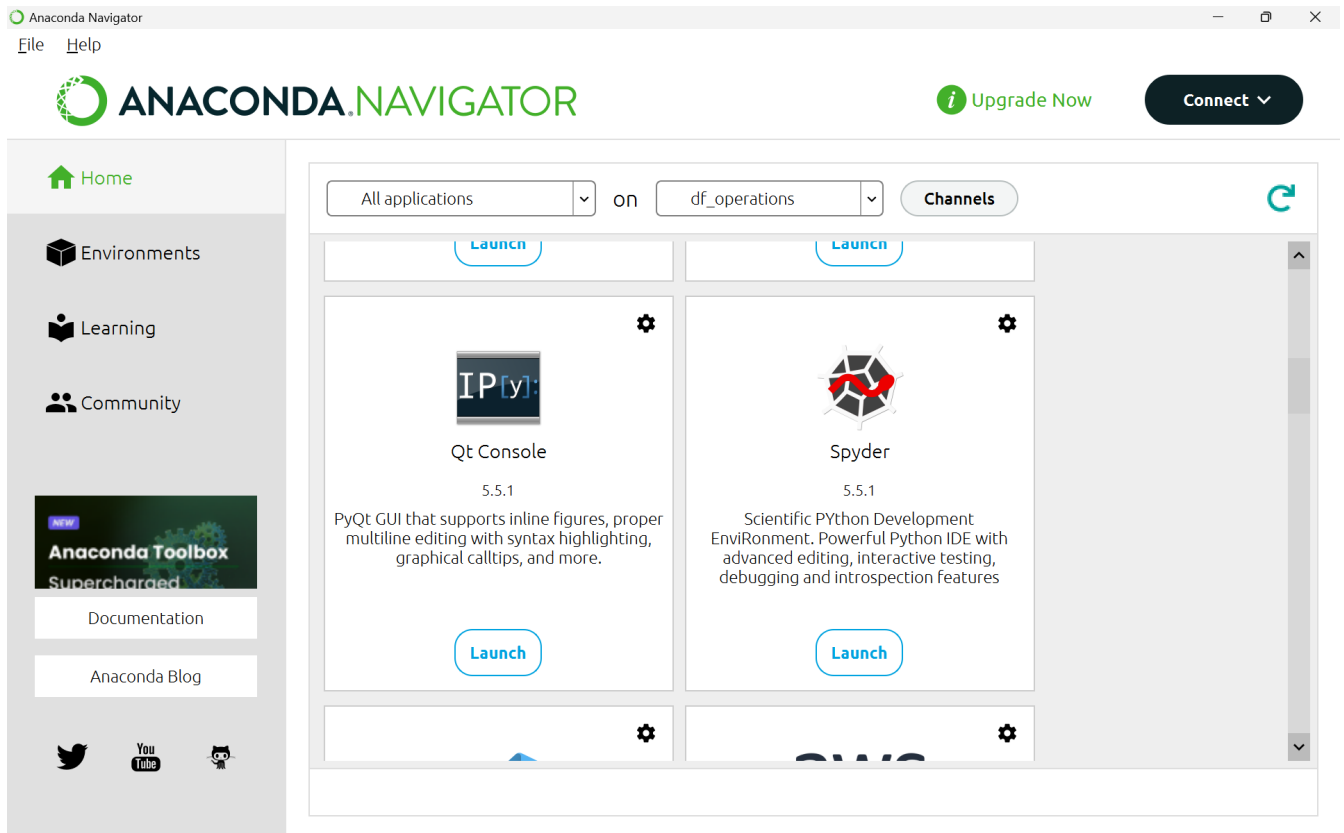 Anaconda Navigator
File Help
ANACONDA.NAVIGATOR
i Upgrade Now
Connect
Home
Environments
Learning
Community
NEW
Anaconda Toolbox
Supercharged
Documentation
Anaconda Blog
You
Tube
All applications on df_operations Channels
Launch Launch
IP[y]:
Qt Console
5.5.1
PyQt GUI that supports inline figures, proper
multiline editing with syntax highlighting,
graphical calltips, and more.
Launch
Spyder
5.5.1
Scientific PYthon Development
EnviRonment. Powerful Python IDE with
advanced editing, interactive testing,
debugging and introspection features
Launch
aws